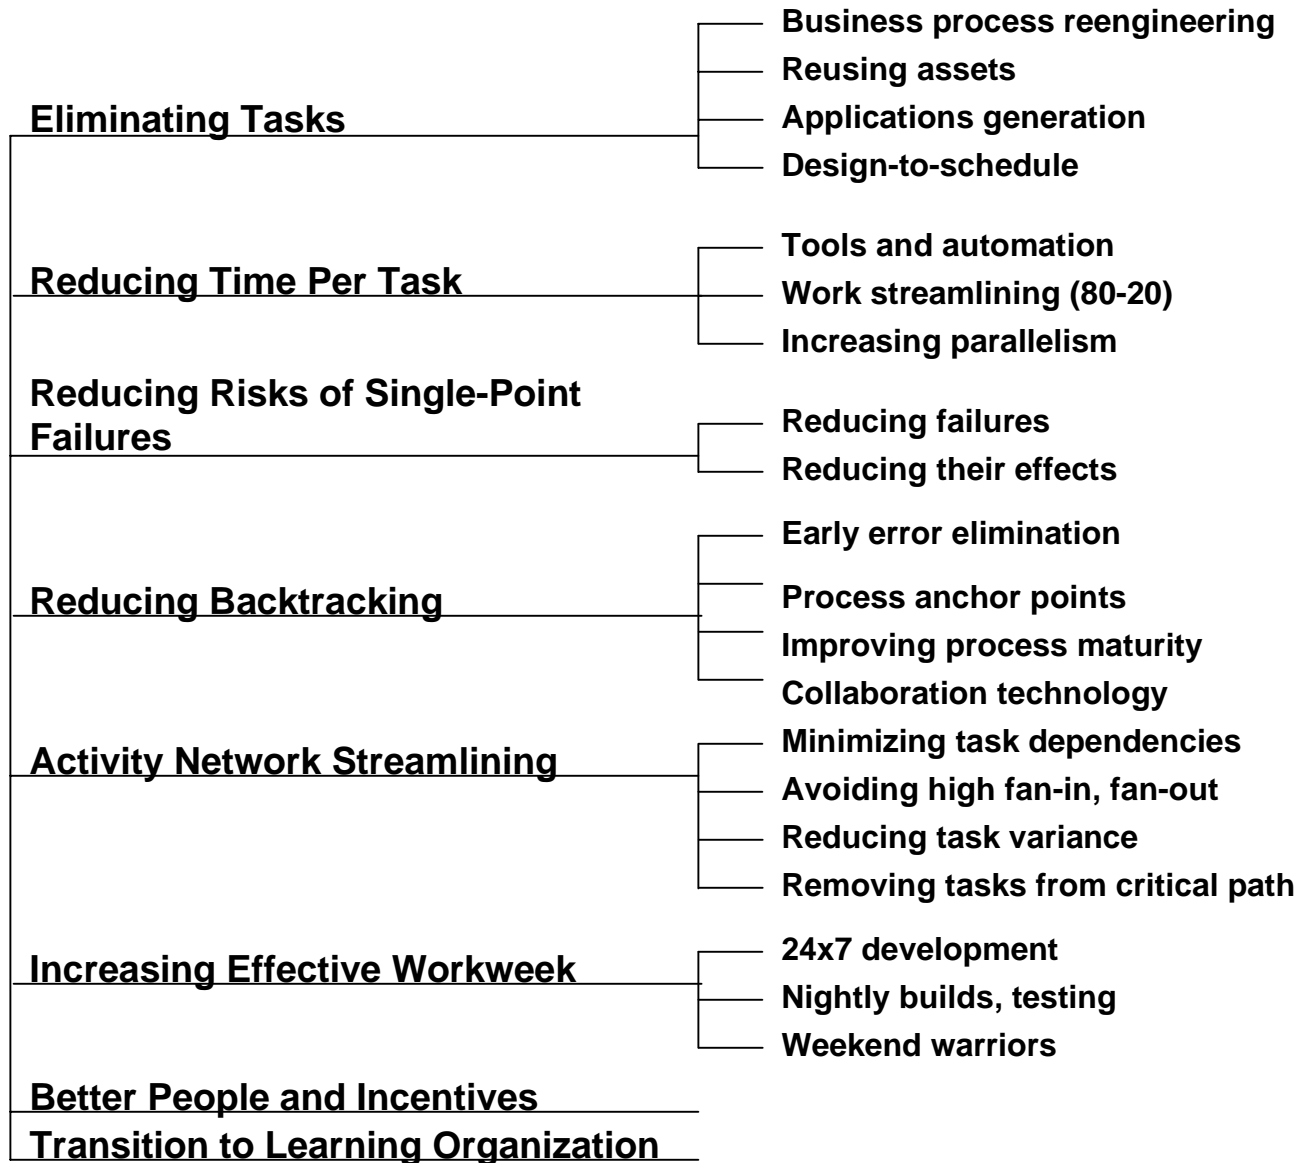 Eliminating Tasks
Business process reengineering
Reusing assets
Applications generation
Design-to-schedule
Reducing Time Per Task
Tools and automation
Work streamlining (80-20)
Increasing parallelism
Reducing Risks of Single-Point
Failures
Reducing failures
Reducing their effects
Reducing Backtracking
Early error elimination
Process anchor points
Improving process maturity
Collaboration technology
Activity Network Streamlining
Minimizing task dependencies
Avoiding high fan-in, fan-out
Reducing task variance
Removing tasks from critical path
Increasing Effective Workweek
24x7 development
Nightly builds, testing
Weekend warriors
Better People and Incentives
Transition to Learning Organization